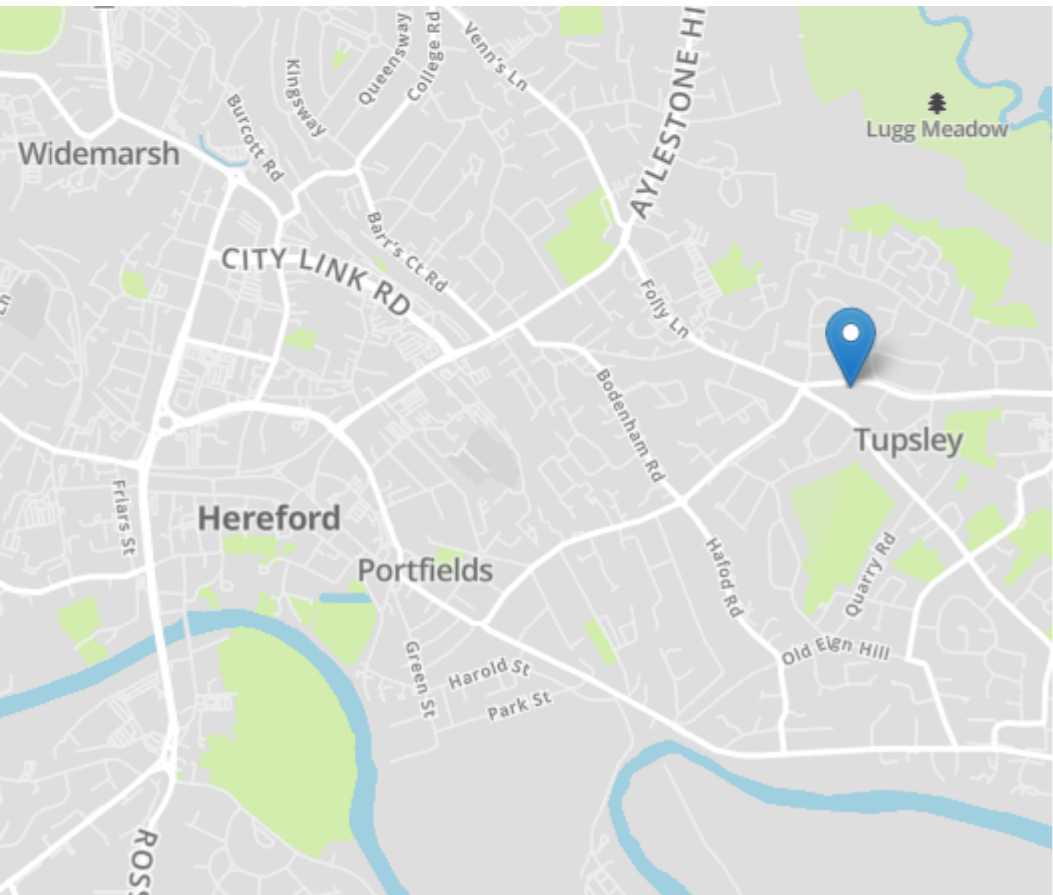 Queensway
College Rd
Venn's Ln
AYLESTONE HI
Kingsway
Burcott Rd
Lugg Meadow
Widemarsh
Barr's Ct Rd
CITY LINK RD
Folly Ln
Ln
Bodenham Rd
Tupsley
Friars St
Hereford
Portfields
Hafod Rd
Quarry Rd
Old Eign Hill
Green St
Harold St
Park St
ROSS